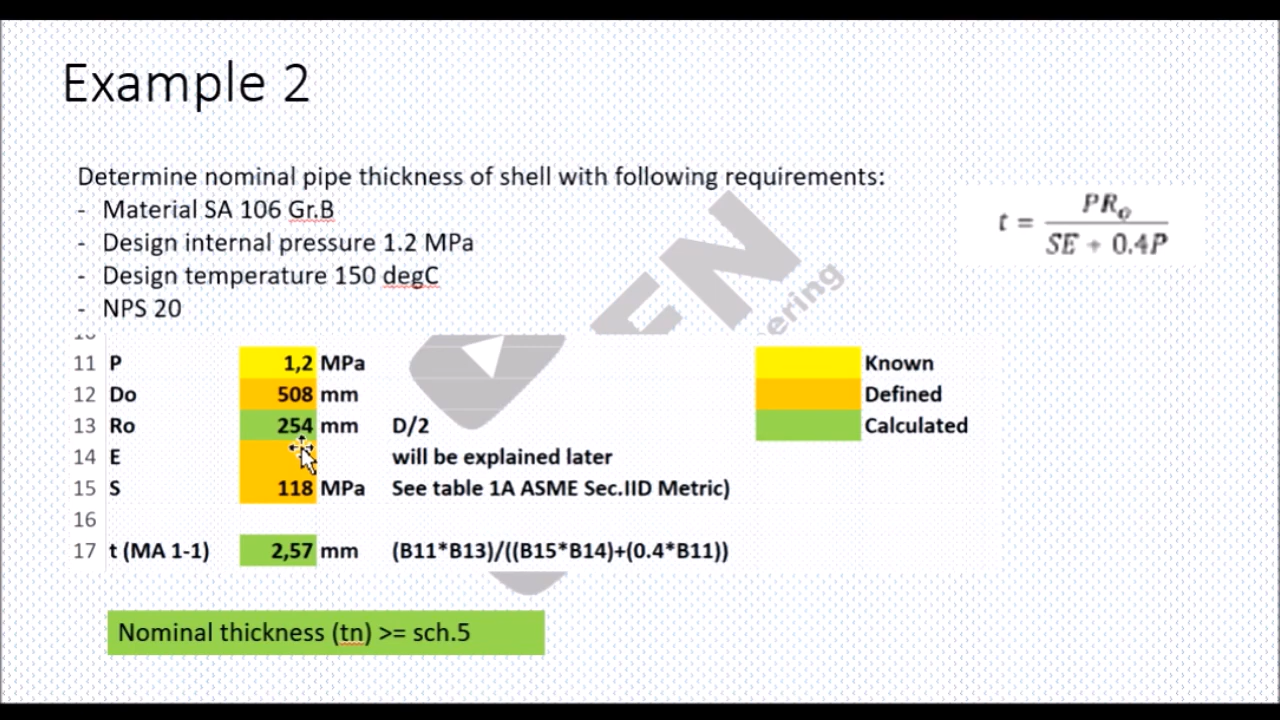 Example 2
Determine nominal pipe thickness of shell with following requirements:
- Material SA 106 Gr.B
- Design internal pressure 1.2 MPa
- Design temperature 150 degC
- NPS 20
t = PRo / SE + 0.4P
11 P 1,2 MPa Known
12 Do 508 mm Defined
13 Ro 254 mm D/2 Calculated
14 E will be explained later
15 S 118 MPa See table 1A ASME Sec.IID Metric)
16
17 t (MA 1-1) 2,57 mm (B11*B13)/((B15*B14)+(0.4*B11))
Nominal thickness (tn) >= sch.5